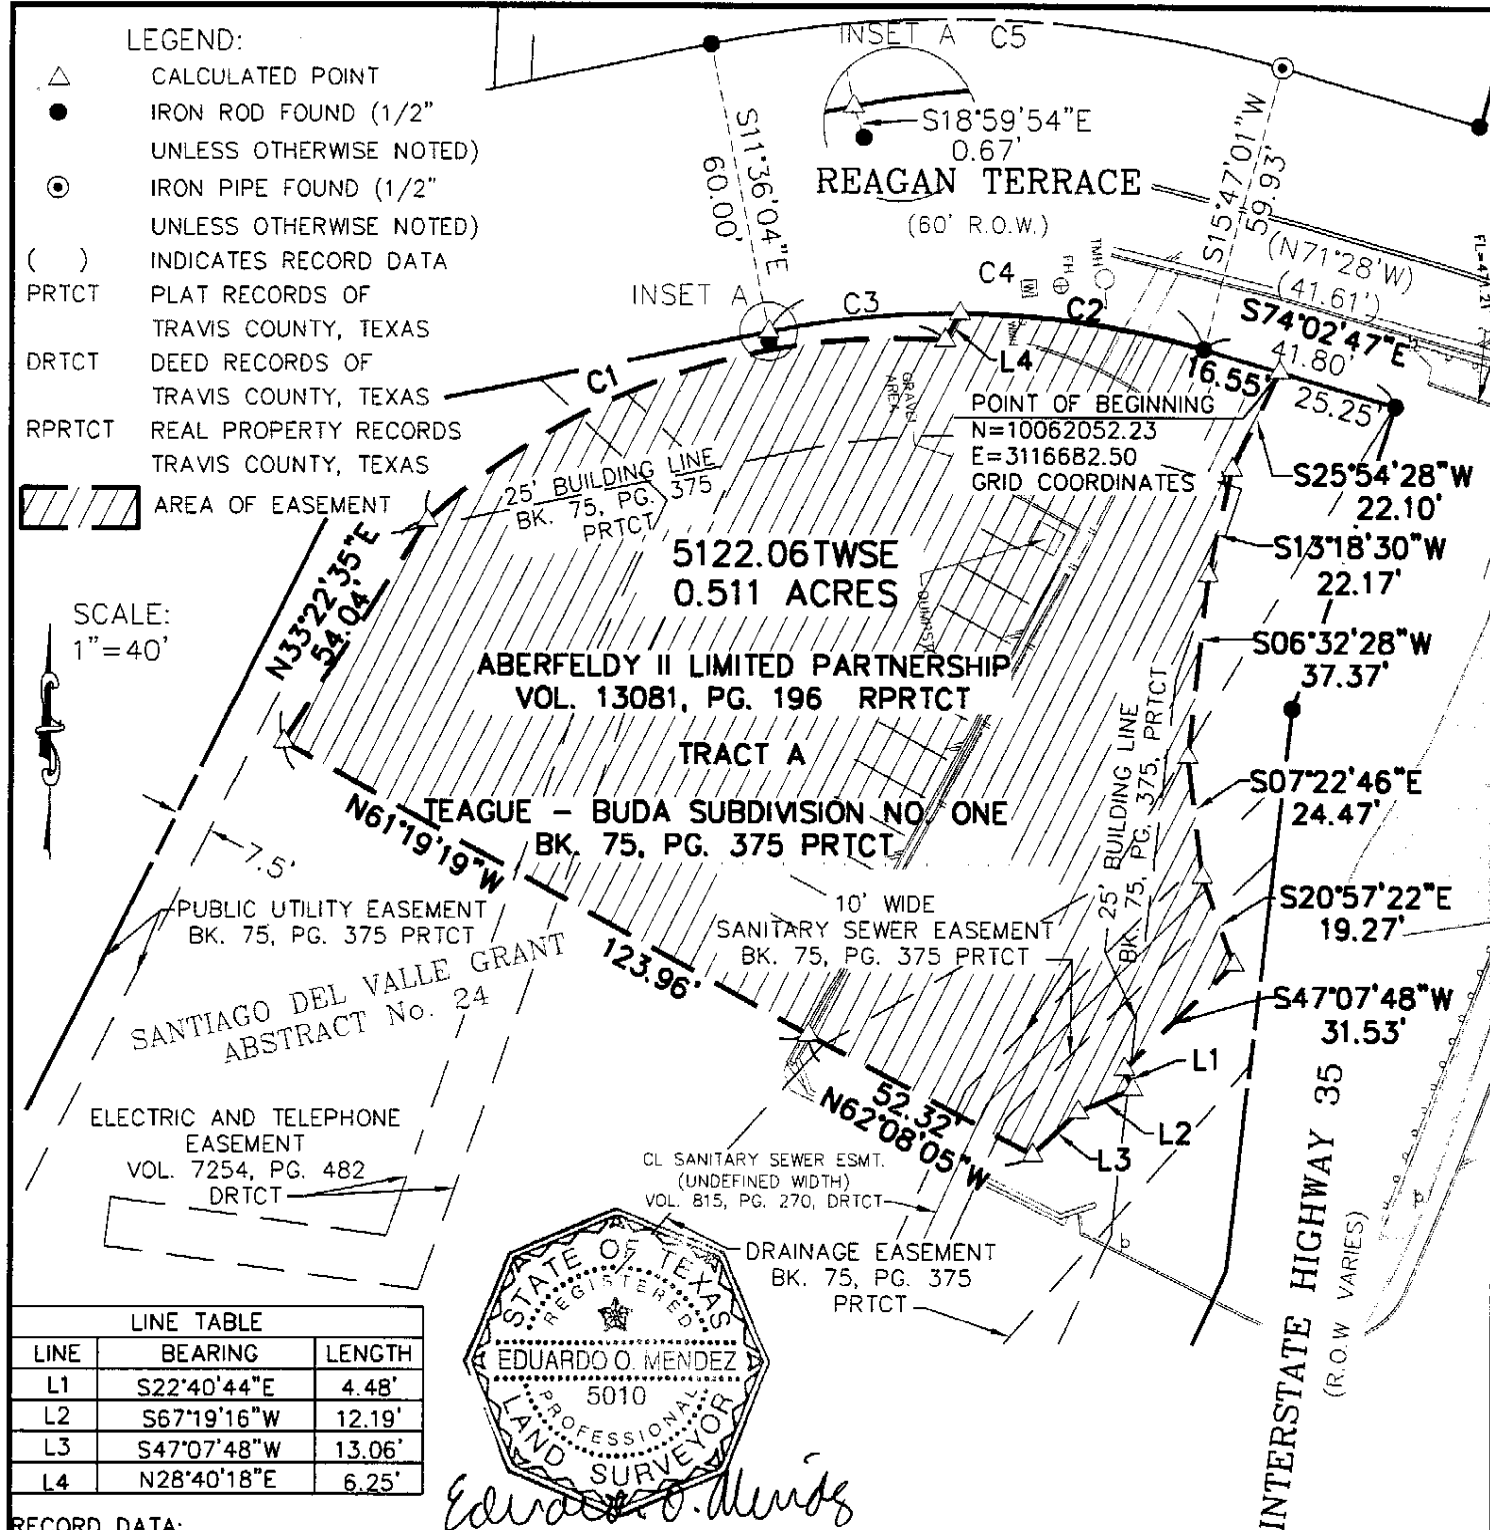 LEGEND:
CALCULATED POINT
IRON ROD FOUND (1/2"
UNLESS OTHERWISE NOTED)
IRON PIPE FOUND (1/2"
UNLESS OTHERWISE NOTED)
( ) INDICATES RECORD DATA
PRTCT PLAT RECORDS OF
TRAVIS COUNTY, TEXAS
DRTCT DEED RECORDS OF
TRAVIS COUNTY, TEXAS
RPRTCT REAL PROPERTY RECORDS
TRAVIS COUNTY, TEXAS
AREA OF EASEMENT
SCALE:
1"=40'
INSET A C5
S18°59'54"E
0.67'
REAGAN TERRACE
(60' R.O.W.)
S11°36'04"E
60.00'
S15°47'01"W
59.93'
(N71°28'W)
(41.61')
S74°02'47"E
41.80'
16.55'
25.25'
INSET A
C3
C4
FH
TMH
W
C2
L4
C1
GRAVEL
AREA
POINT OF BEGINNING
N=10062052.23
E=3116682.50
GRID COORDINATES
S25°54'28"W
22.10'
S13°18'30"W
22.17'
S06°32'28"W
37.37'
S07°22'46"E
24.47'
S20°57'22"E
19.27'
S47°07'48"W
31.53'
L1
L2
L3
25' BUILDING LINE
BK. 75, PG. 375
PRTCT
5122.06TWSE
0.511 ACRES
ABERFELDY II LIMITED PARTNERSHIP
VOL. 13081, PG. 196 RPRTCT
TRACT A
TEAGUE – BUDA SUBDIVISION NO. ONE
BK. 75, PG. 375 PRTCT
N33°22'35"E
54.04'
N61°19'19"W
123.96'
52.32'
N62°08'05"W
25' BUILDING LINE
BK. 75, PG. 375, PRTCT
10' WIDE
SANITARY SEWER EASEMENT
BK. 75, PG. 375 PRTCT
7.5'
PUBLIC UTILITY EASEMENT
BK. 75, PG. 375 PRTCT
SANTIAGO DEL VALLE GRANT
ABSTRACT No. 24
ELECTRIC AND TELEPHONE
EASEMENT
VOL. 7254, PG. 482
DRTCT
CL SANITARY SEWER ESMT.
(UNDEFINED WIDTH)
VOL. 815, PG. 270, DRTCT
DRAINAGE EASEMENT
BK. 75, PG. 375
PRTCT
INTERSTATE HIGHWAY 35
(R.O.W VARIES)
b
STATE OF TEXAS
REGISTERED
EDUARDO O. MENDEZ
5010
PROFESSIONAL
LAND SURVEYOR
Eduardo O. Mendez
LINE TABLE
LINE BEARING LENGTH
L1 S22°40'44"E 4.48'
L2 S67°19'16"W 12.19'
L3 S47°07'48"W 13.06'
L4 N28°40'18"E 6.25'
RECORD DATA: